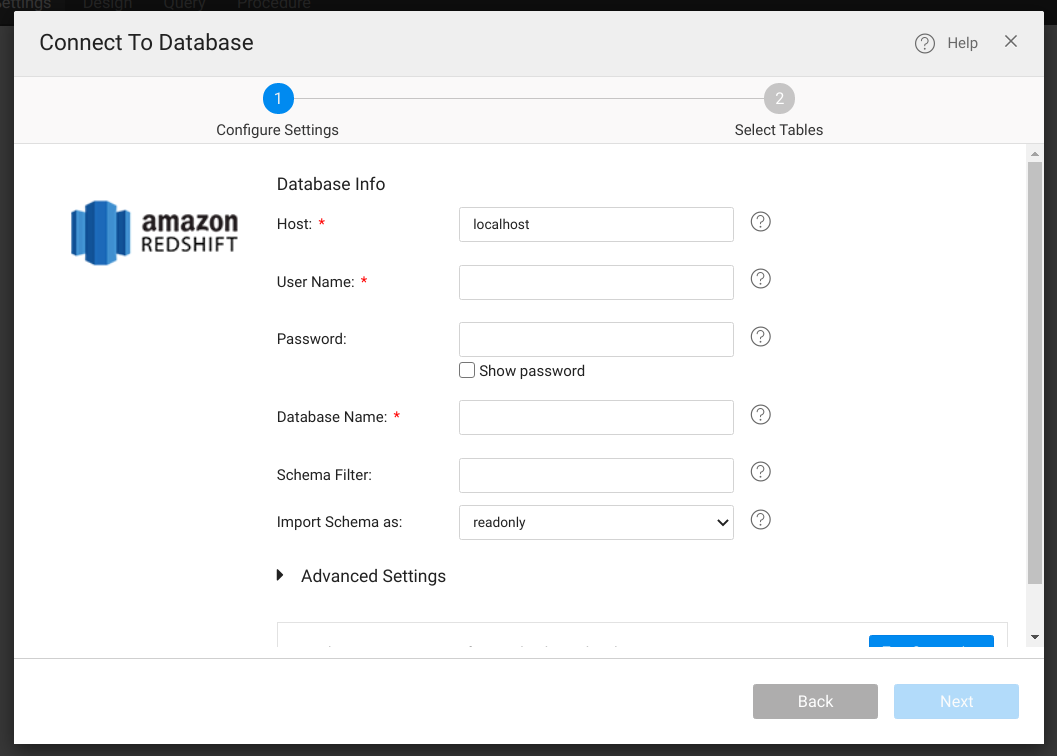 Settings Design Query Procedure
Connect To Database
? Help ×
1 2
Configure Settings Select Tables
Database Info
amazon
REDSHIFT
Host: * localhost ?
User Name: * ?
Password: ?
Show password
Database Name: * ?
Schema Filter: ?
Import Schema as: readonly ?
Advanced Settings
Back Next